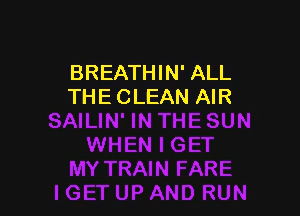 BREATHIN' ALL
THE CLEAN AIR
SAILIN' IN THE SUN
WHEN I GET
MY TRAIN FARE
I GET UP AND RUN